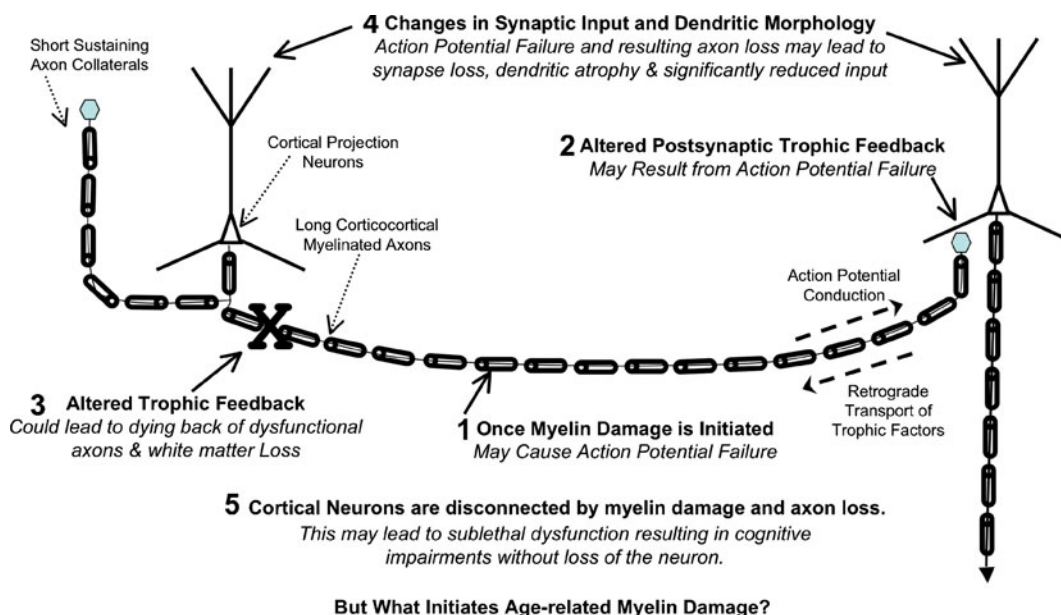 4 Changes in Synaptic Input and Dendritic Morphology
Action Potential Failure and resulting axon loss may lead to
synapse loss, dendritic atrophy & significantly reduced input
Short Sustaining
Axon Collaterals
Cortical Projection
Neurons
2 Altered Postsynaptic Trophic Feedback
May Result from Action Potential Failure
Long Corticocortical
Myelinated Axons
Action Potential
Conduction
X
3 Altered Trophic Feedback
Could lead to dying back of dysfunctional
axons & white matter Loss
1 Once Myelin Damage is Initiated
May Cause Action Potential Failure
Retrograde
Transport of
Trophic Factors
5 Cortical Neurons are disconnected by myelin damage and axon loss.
This may lead to sublethal dysfunction resulting in cognitive
impairments without loss of the neuron.
But What Initiates Age-related Myelin Damage?